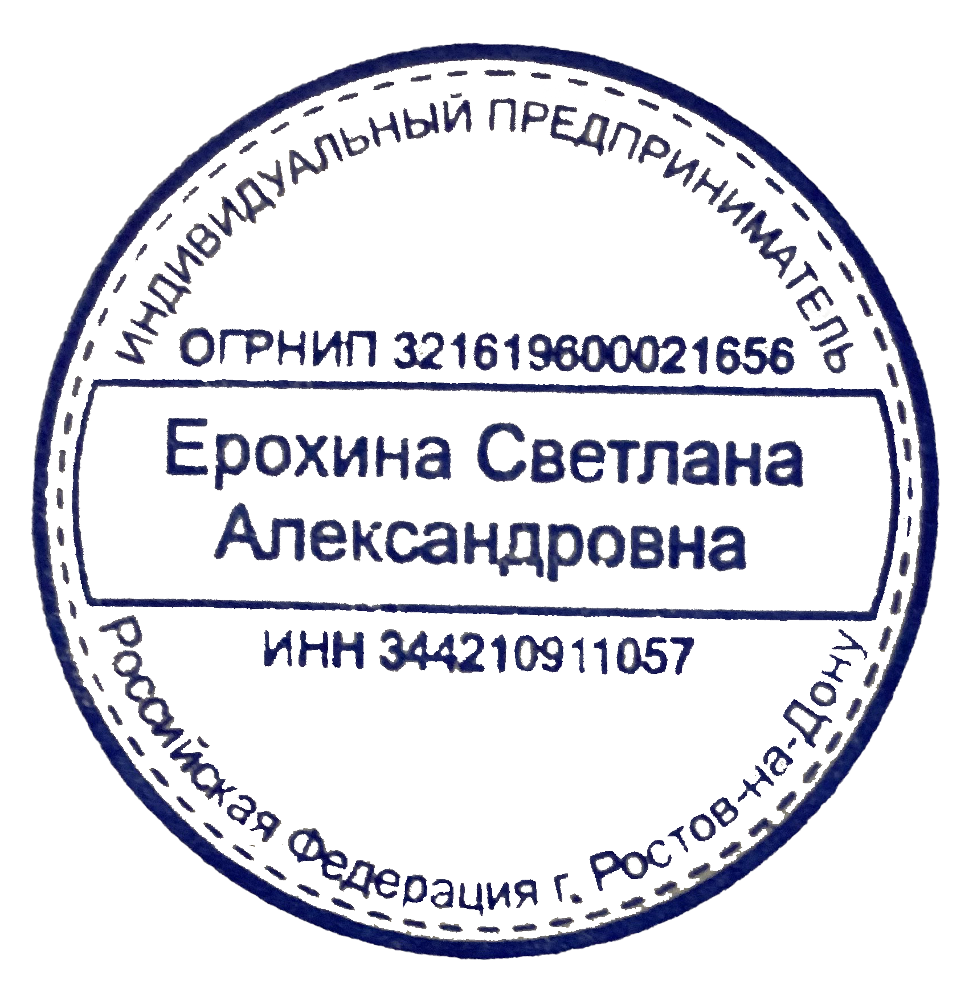 ИНДИВИДУАЛЬНЫЙ ПРЕДПРИНИМАТЕЛЬ
ОГРНИП 321619600021656
Ерохина Светлана
Александровна
ИНН 344210911057
Российская Федерация г. Ростов-на-Дону